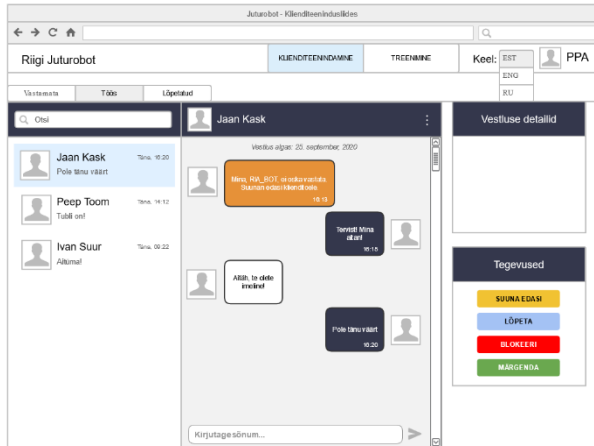 Juturobot - Klienditeeninduslides
Riigi Juturobot
KLIENDITEENINDAMINE
TREENIMINE
Keel:
EST
ENG
RU
PPA
Vastamata
Töös
Lõpetatud
Otsi
Jaan Kask
Täna, 16:20
Pole tänu väärt
Peep Toom
Täna, 14:12
Tubli on!
Ivan Suur
Täna, 09:22
Aitüma!
Jaan Kask
Vestlus algas: 25. september, 2020
Mina, RIA_BOT, ei oska vastata.
Suunan edasi klienditoele
16:13
Tervist! Mina
aitan!
16:15
Aitäh, te olete
imeline!
Pole tänu väärt
16:20
Kirjutage sõnum...
Vestluse detailid
Tegevused
SUUNA EDASI
LÕPETA
BLOKEERI
MÄRGENDA